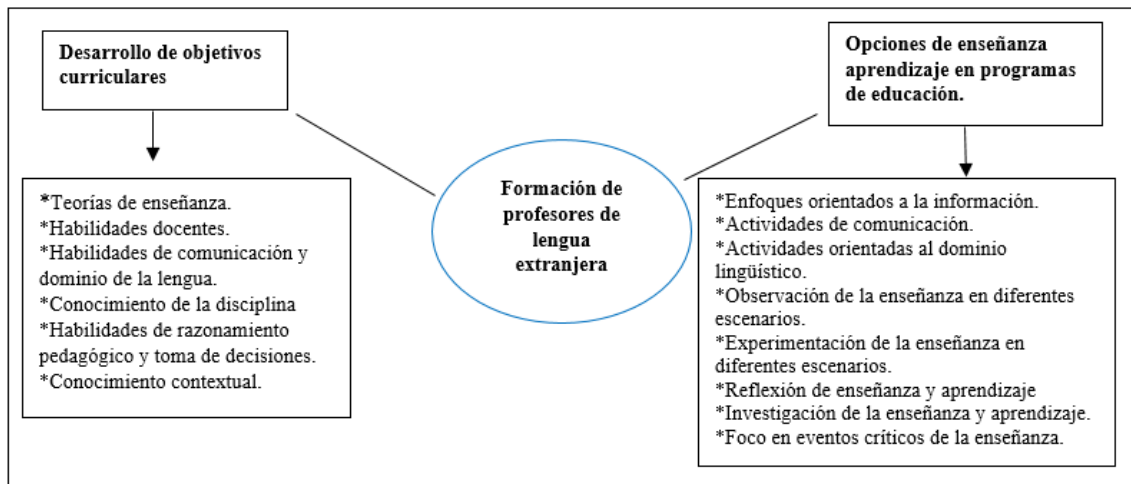 Desarrollo de objetivos
curriculares
Opciones de enseñanza
aprendizaje en programas
de educación.
Formación de
profesores de
lengua
extranjera
*Teorías de enseñanza.
*Habilidades docentes.
*Habilidades de comunicación y
dominio de la lengua.
*Conocimiento de la disciplina
*Habilidades de razonamiento
pedagógico y toma de decisiones.
*Conocimiento contextual.
*Enfoques orientados a la información.
*Actividades de comunicación.
*Actividades orientadas al dominio
lingüístico.
*Observación de la enseñanza en diferentes
escenarios.
*Experimentación de la enseñanza en
diferentes escenarios.
*Reflexión de enseñanza y aprendizaje
*Investigación de la enseñanza y aprendizaje.
*Foco en eventos críticos de la enseñanza.